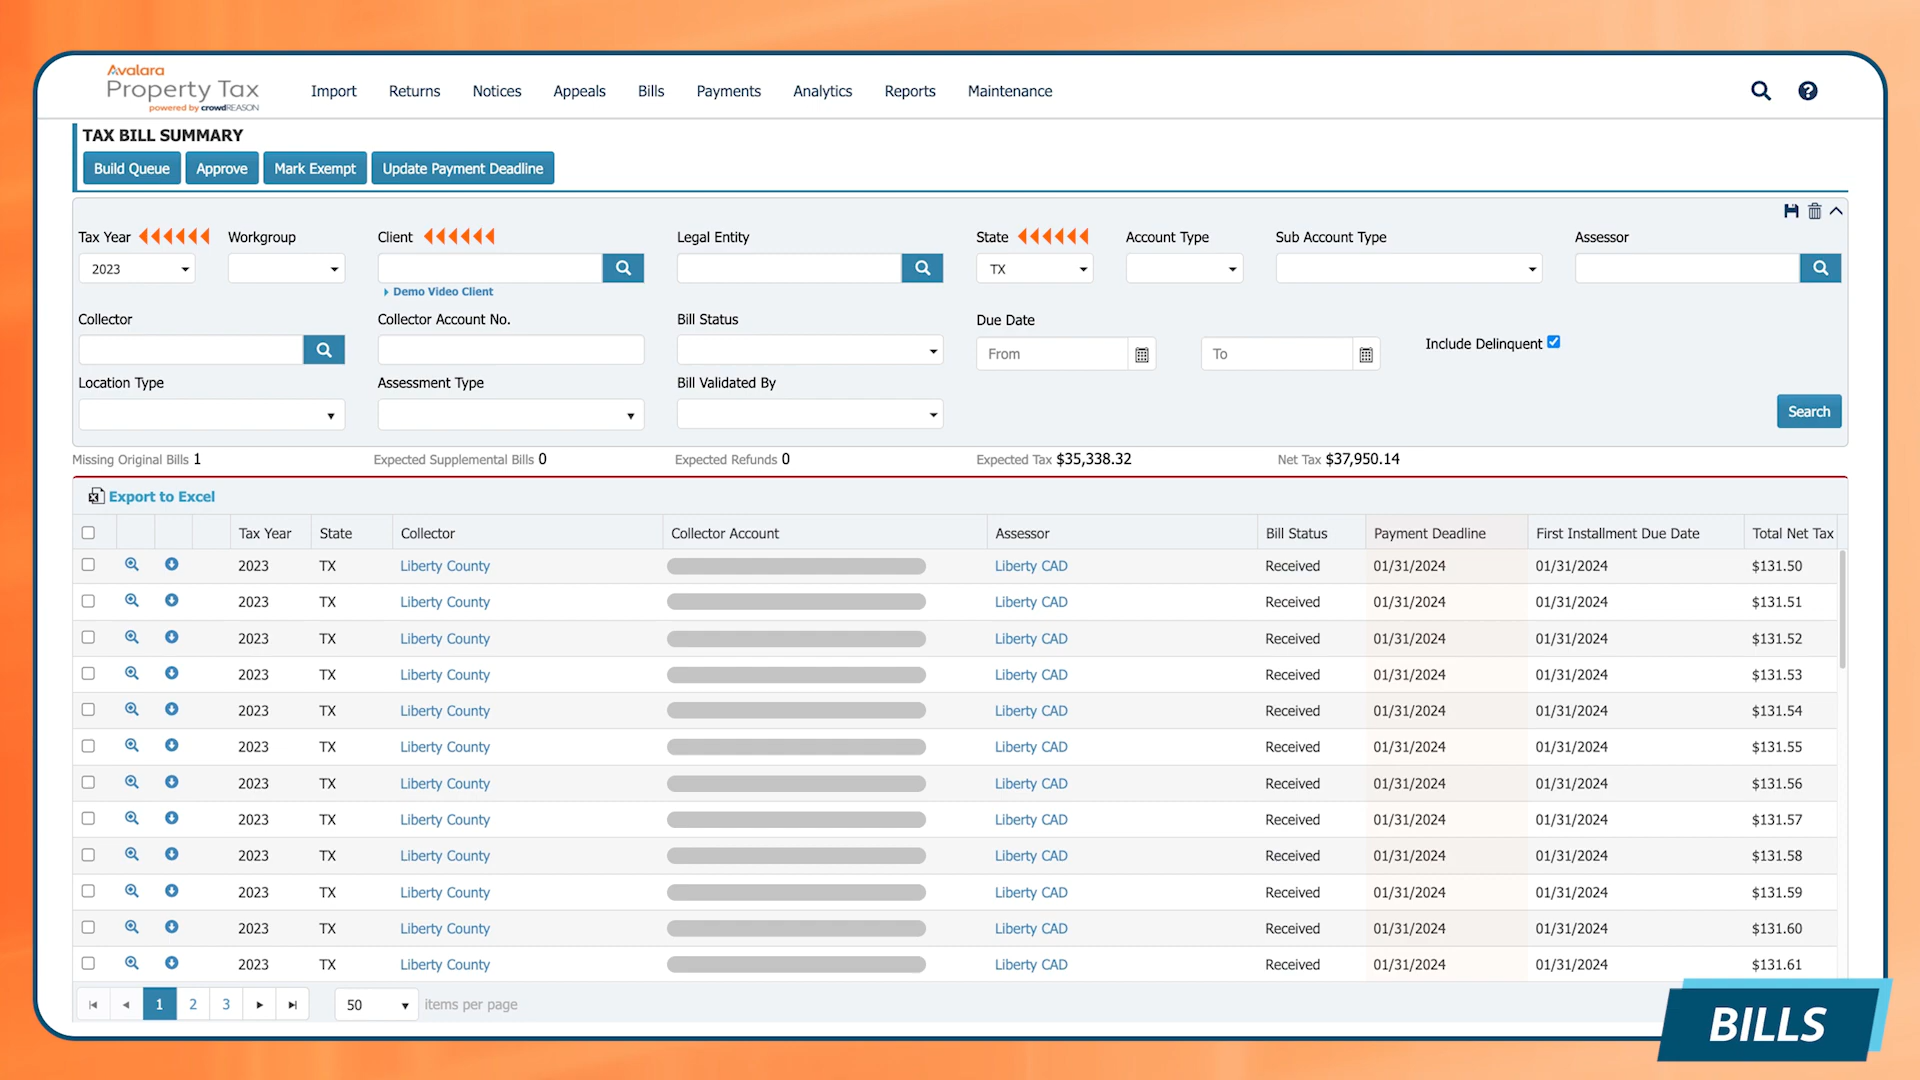 Avalara
Property Tax
powered by crowdREASON
Import Returns Notices Appeals Bills Payments Analytics Reports Maintenance
TAX BILL SUMMARY
Build Queue Approve Mark Exempt Update Payment Deadline
Tax Year Workgroup Client Legal Entity State Account Type Sub Account Type Assessor
2023 TX
Demo Video Client
Collector Collector Account No. Bill Status Due Date
From To Include Delinquent
Location Type Assessment Type Bill Validated By
Search
Missing Original Bills 1 Expected Supplemental Bills 0 Expected Refunds 0 Expected Tax $35,338.32 Net Tax $37,950.14
Export to Excel
Tax Year State Collector Collector Account Assessor Bill Status Payment Deadline First Installment Due Date Total Net Tax
2023 TX Liberty County Liberty CAD Received 01/31/2024 01/31/2024 $131.50
2023 TX Liberty County Liberty CAD Received 01/31/2024 01/31/2024 $131.51
2023 TX Liberty County Liberty CAD Received 01/31/2024 01/31/2024 $131.52
2023 TX Liberty County Liberty CAD Received 01/31/2024 01/31/2024 $131.53
2023 TX Liberty County Liberty CAD Received 01/31/2024 01/31/2024 $131.54
2023 TX Liberty County Liberty CAD Received 01/31/2024 01/31/2024 $131.55
2023 TX Liberty County Liberty CAD Received 01/31/2024 01/31/2024 $131.56
2023 TX Liberty County Liberty CAD Received 01/31/2024 01/31/2024 $131.57
2023 TX Liberty County Liberty CAD Received 01/31/2024 01/31/2024 $131.58
2023 TX Liberty County Liberty CAD Received 01/31/2024 01/31/2024 $131.59
2023 TX Liberty County Liberty CAD Received 01/31/2024 01/31/2024 $131.60
2023 TX Liberty County Liberty CAD Received 01/31/2024 01/31/2024 $131.61
1 2 3 50 items per page
BILLS